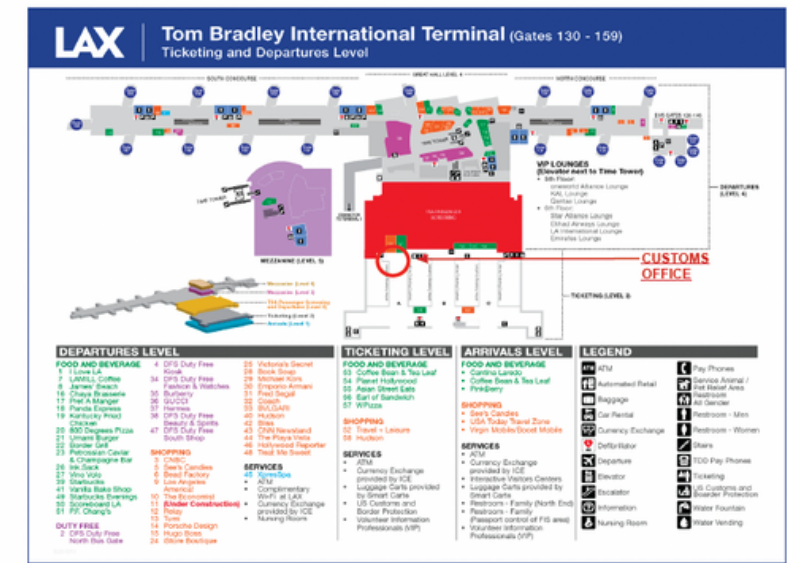 LAX
Tom Bradley International Terminal (Gates 130 - 159)
Ticketing and Departures Level
SOUTH CONCOURSE
GREAT HALL LEVEL 4
NORTH CONCOURSE
TIME TOWER
TIME TOWER
MEZZANINE (LEVEL 5)
VIP LOUNGES
(Elevator next to Time Tower)
• 5th Floor:
oneworld Alliance Lounge
KAL Lounge
Qantas Lounge
• 6th Floor:
Star Alliance Lounge
Etihad Airways Lounge
LA International Lounge
Emirates Lounge
DEPARTURES
(LEVEL 4)
CUSTOMS
OFFICE
TICKETING (LEVEL 3)
Ticketing (Level 3)
DEPARTURES LEVEL
FOOD AND BEVERAGE
1 I Love LA
7 LAMILL Coffee
8 James' Beach
16 Chaya Brasserie
17 Pret A Manger
18 Panda Express
19 Kentucky Fried
Chicken
20 800 Degrees Pizza
21 Umami Burger
22 Border Grill
23 Petrossian Caviar
& Champagne Bar
26 Ink.Sack
27 Vino Volo
39 Starbucks
41 Vanilla Bake Shop
49 Starbucks Evenings
50 Scoreboard LA
51 P.F. Chang's
DUTY FREE
2 DFS Duty Free
North Bus Gate
4 DFS Duty Free
Kiosk
34 DFS Duty Free
Fashion & Watches
35 Burberry
36 GUCCI
37 Hermes
38 DFS Duty Free
Beauty & Spirits
47 DFS Duty Free
South Shop
SHOPPING
3 CNBC
5 See's Candies
6 Bead Factory
9 Los Angeles
America!
10 The Economist
11 (Under Construction)
12 Relay
13 Tumi
14 Porsche Design
15 Hugo Boss
24 iStore Boutique
25 Victoria's Secret
28 Book Soup
29 Michael Kors
30 Emporio Armani
31 Fred Segal
32 Coach
33 BVLGARI
40 Hudson
42 Bliss
43 CNN Newsstand
44 The Playa Vista
46 Hollywood Reporter
48 Treat Me Sweet
SERVICES
45 XpresSpa
• ATM
• Complimentary
Wi-Fi at LAX
• Currency Exchange
provided by ICE
• Nursing Room
TICKETING LEVEL
FOOD AND BEVERAGE
53 Coffee Bean & Tea Leaf
54 Planet Hollywood
55 Asian Street Eats
56 Earl of Sandwich
57 WPizza
SHOPPING
52 Travel + Leisure
58 Hudson
SERVICES
• ATM
• Currency Exchange
provided by ICE
• Luggage Carts provided
by Smart Carte
• US Customs and
Border Protection
• Volunteer Information
Professionals (VIP)
ARRIVALS LEVEL
FOOD AND BEVERAGE
• Cantina Laredo
• Coffee Bean & Tea Leaf
• PinkBerry
SHOPPING
• See's Candies
• USA Today Travel Zone
• Virgin Mobile/Boost Mobile
SERVICES
• ATM
• Currency Exchange
provided by ICE
• Interactive Visitors Centers
• Luggage Carts provided by
Smart Carte
• Restroom - Family (North End)
• Restroom - Family
(Passport control of FIS area)
• Volunteer Information
Professionals (VIP)
LEGEND
ATM
Automated Retail
Baggage
Car Rental
Currency Exchange
Defibrillator
Departure
Elevator
Escalator
Information
Nursing Room
Pay Phones
Service Animal /
Pet Relief Area
Restroom
All Gender
Restroom - Men
Restroom - Women
Stairs
TDD Pay Phones
Ticketing
US Customs and
Boarder Protection
Water Fountain
Water Vending